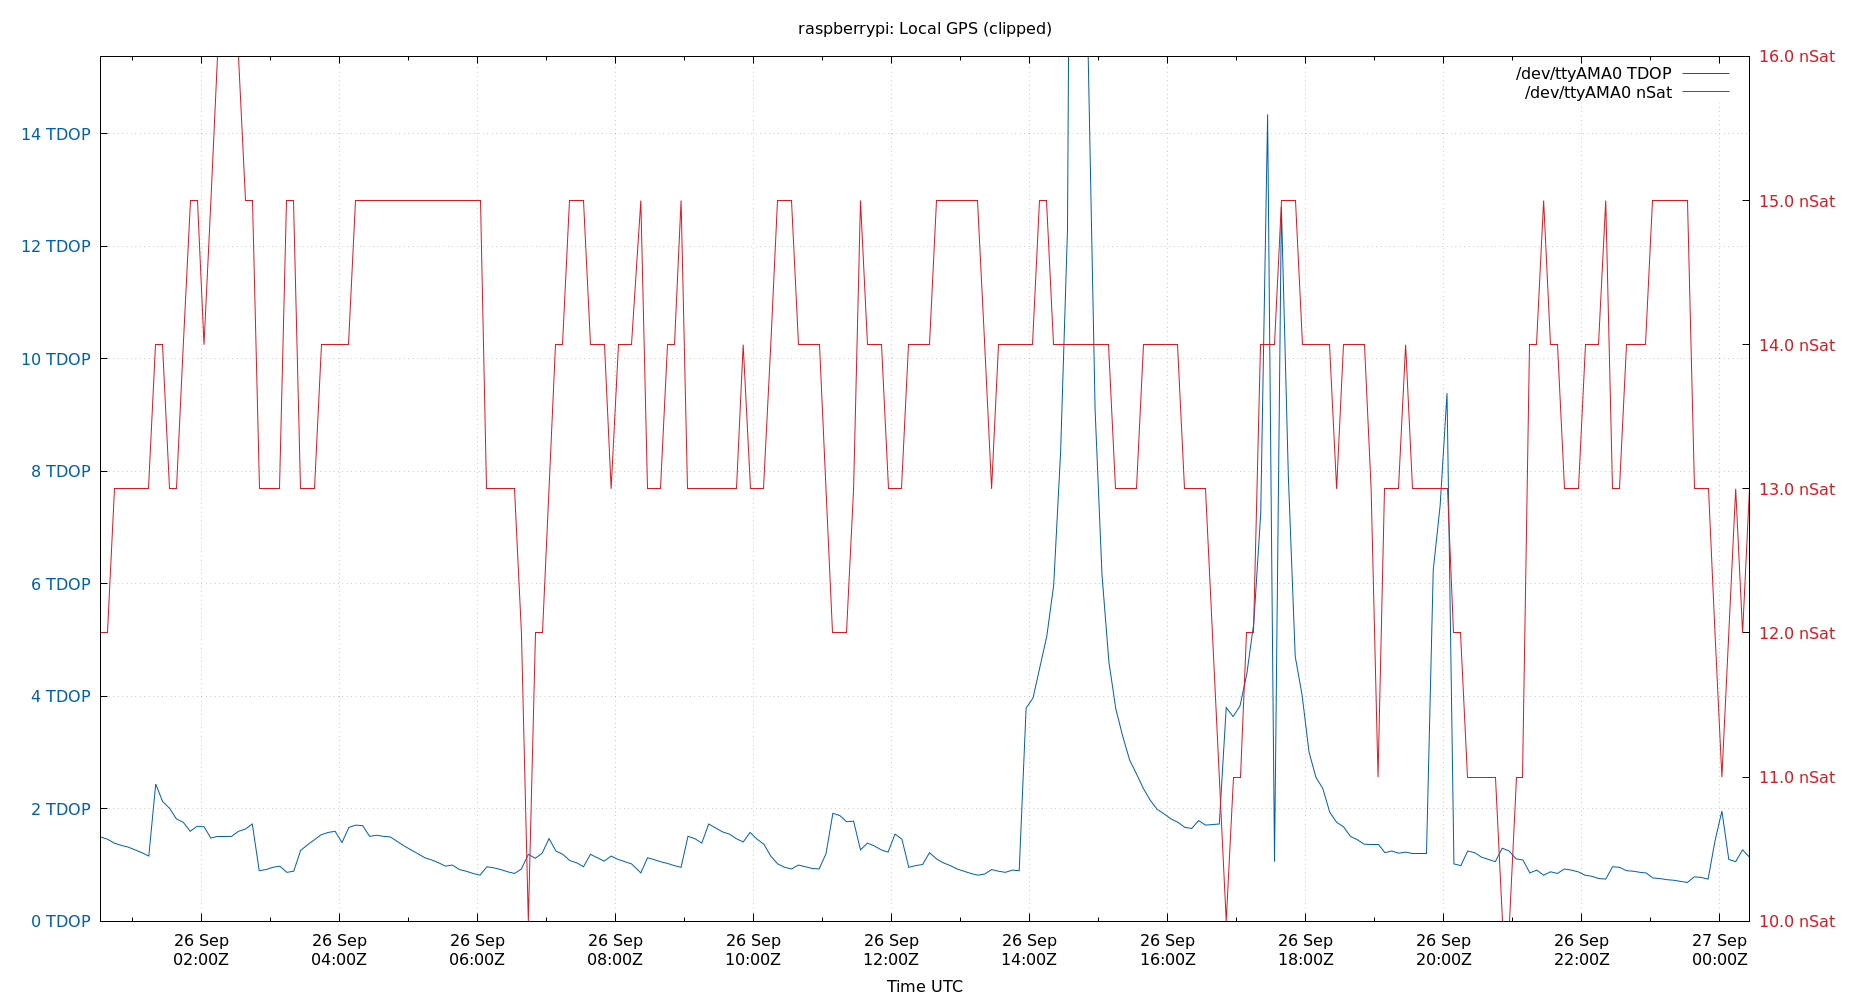 raspberrypi: Local GPS (clipped)
/dev/ttyAMA0 TDOP
/dev/ttyAMA0 nSat
14 TDOP
12 TDOP
10 TDOP
8 TDOP
6 TDOP
4 TDOP
2 TDOP
0 TDOP
16.0 nSat
15.0 nSat
14.0 nSat
13.0 nSat
12.0 nSat
11.0 nSat
10.0 nSat
26 Sep
02:00Z
26 Sep
04:00Z
26 Sep
06:00Z
26 Sep
08:00Z
26 Sep
10:00Z
26 Sep
12:00Z
26 Sep
14:00Z
26 Sep
16:00Z
26 Sep
18:00Z
26 Sep
20:00Z
26 Sep
22:00Z
27 Sep
00:00Z
Time UTC